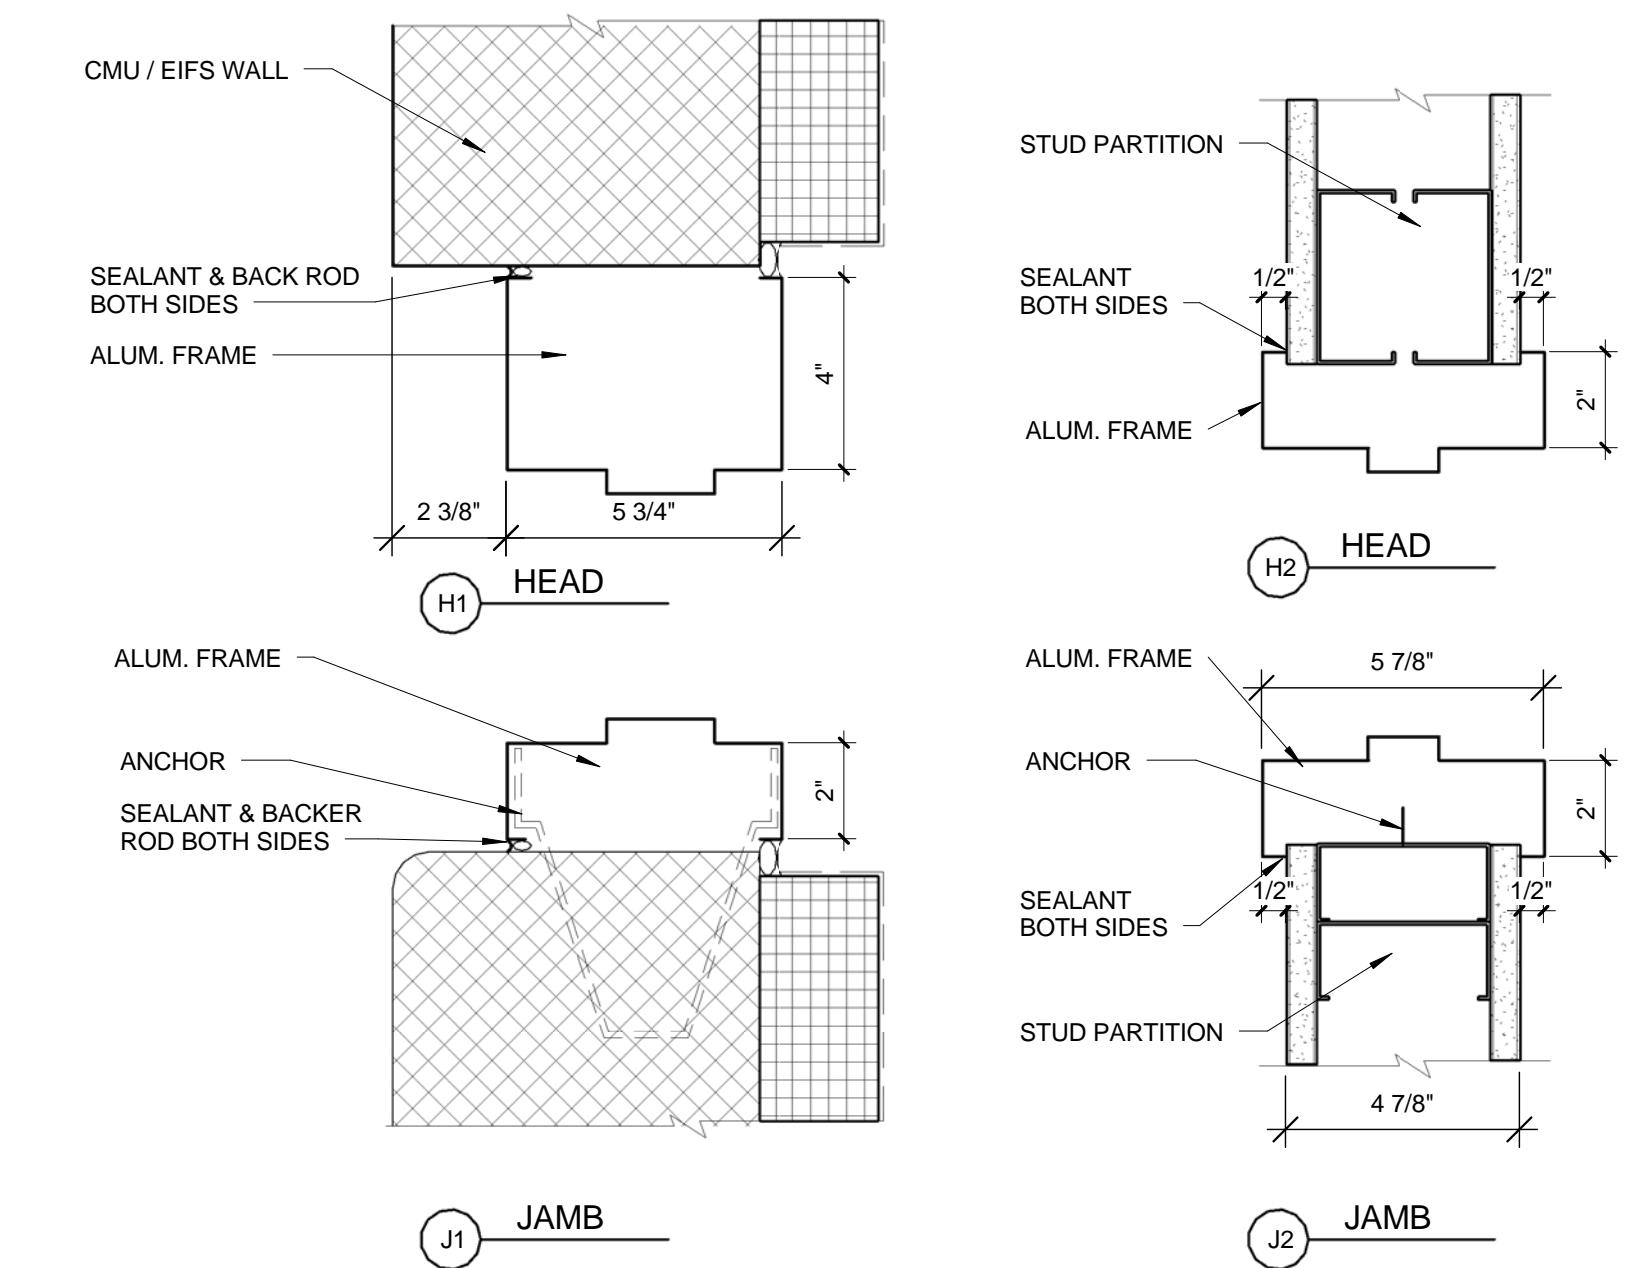 CMU / EIFS WALL
SEALANT & BACK ROD
BOTH SIDES
ALUM. FRAME
4"
2 3/8"
5 3/4"
H1
HEAD
STUD PARTITION
SEALANT
BOTH SIDES
1/2"
1/2"
ALUM. FRAME
2"
H2
HEAD
ALUM. FRAME
ANCHOR
SEALANT & BACKER
ROD BOTH SIDES
2"
J1
JAMB
ALUM. FRAME
5 7/8"
ANCHOR
2"
SEALANT
BOTH SIDES
1/2"
1/2"
STUD PARTITION
4 7/8"
J2
JAMB